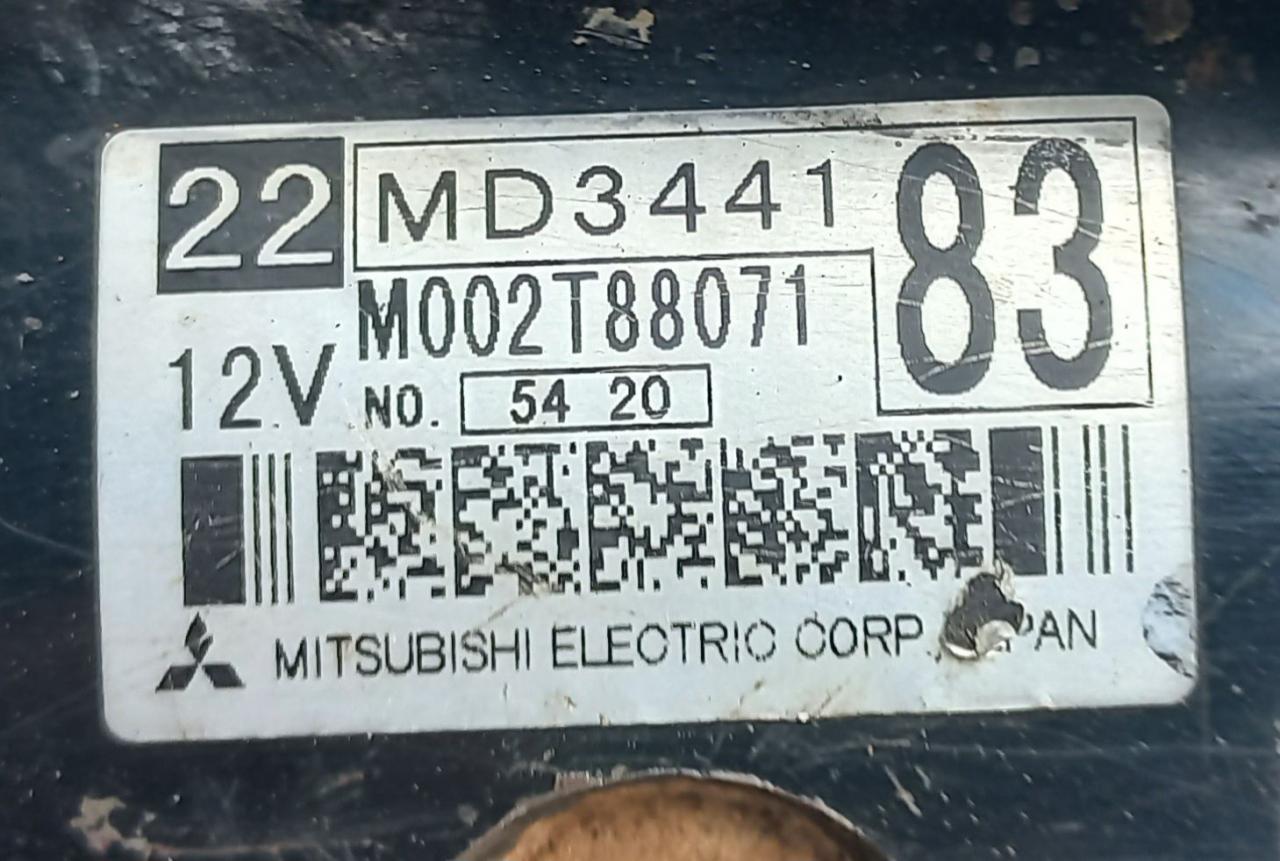 22 MD3441 83
M002T88071
12V NO. 54 20
MITSUBISHI ELECTRIC CORP.